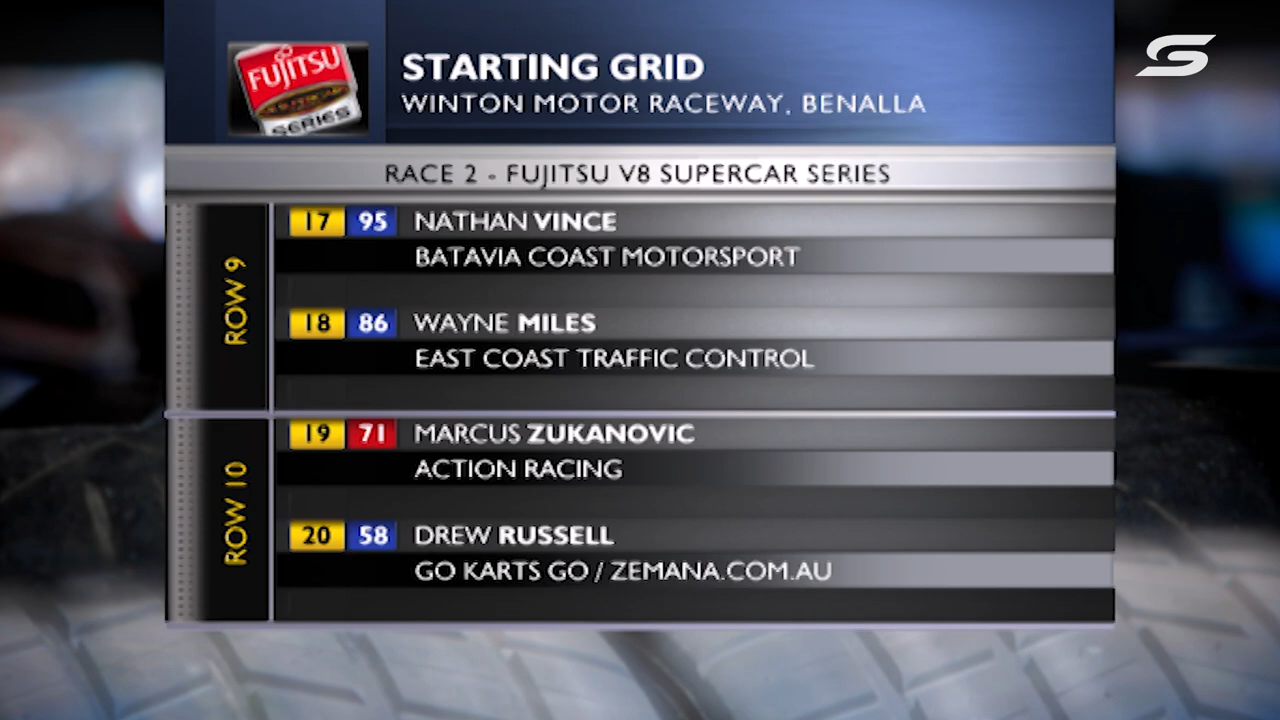 FUJITSU
SERIES
STARTING GRID
WINTON MOTOR RACEWAY, BENALLA
RACE 2 - FUJITSU V8 SUPERCAR SERIES
ROW 9
17 95 NATHAN VINCE
BATAVIA COAST MOTORSPORT
18 86 WAYNE MILES
EAST COAST TRAFFIC CONTROL
ROW 10
19 71 MARCUS ZUKANOVIC
ACTION RACING
20 58 DREW RUSSELL
GO KARTS GO / ZEMANA.COM.AU